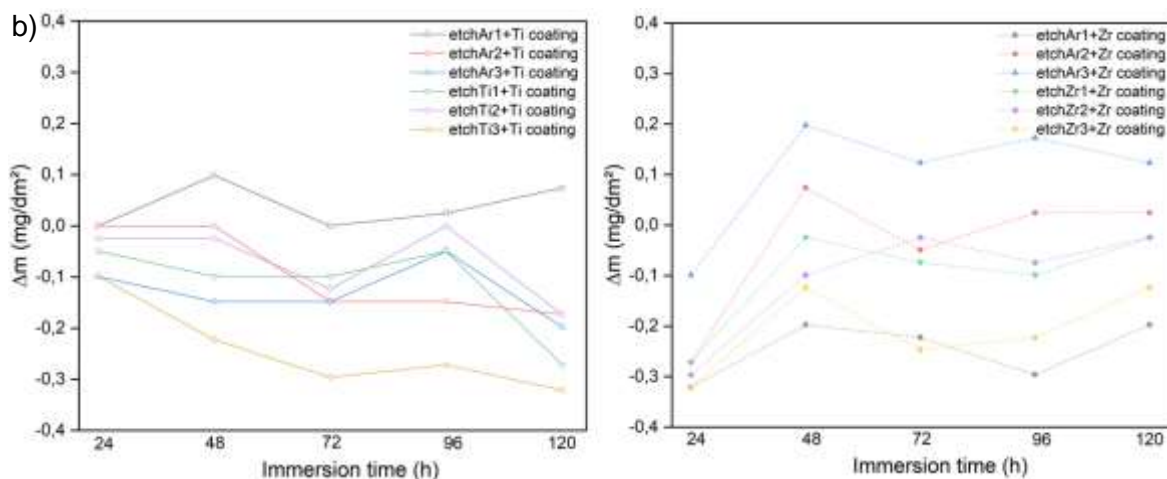 b)
0,4
0,3
0,2
0,1
0,0
-0,1
-0,2
-0,3
-0,4
Δm (mg/dm²)
etchAr1+Ti coating
etchAr2+Ti coating
etchAr3+Ti coating
etchTi1+Ti coating
etchTi2+Ti coating
etchTi3+Ti coating
24 48 72 96 120
Immersion time (h)
0,4
0,3
0,2
0,1
0,0
-0,1
-0,2
-0,3
-0,4
Δm (mg/dm²)
etchAr1+Zr coating
etchAr2+Zr coating
etchAr3+Zr coating
etchZr1+Zr coating
etchZr2+Zr coating
etchZr3+Zr coating
24 48 72 96 120
Immersion time (h)